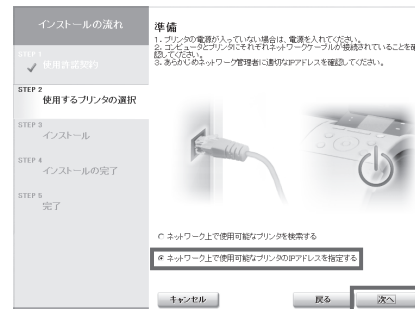 インストールの流れ
STEP 1
使用許諾契約
STEP 2
使用するプリンタの選択
STEP 3
インストール
STEP 4
インストールの完了
STEP 5
完了
準備
1. プリンタの電源が入っていない場合は、電源を入れてください。
2. コンピュータとプリンタにそれぞれネットワークケーブルが接続されていることを確
認してください。
3. あらかじめネットワーク管理者に適切なIPアドレスを確認してください。
ネットワーク上で使用可能なプリンタを検索する
ネットワーク上で使用可能なプリンタのIPアドレスを指定する
キャンセル
戻る
次へ